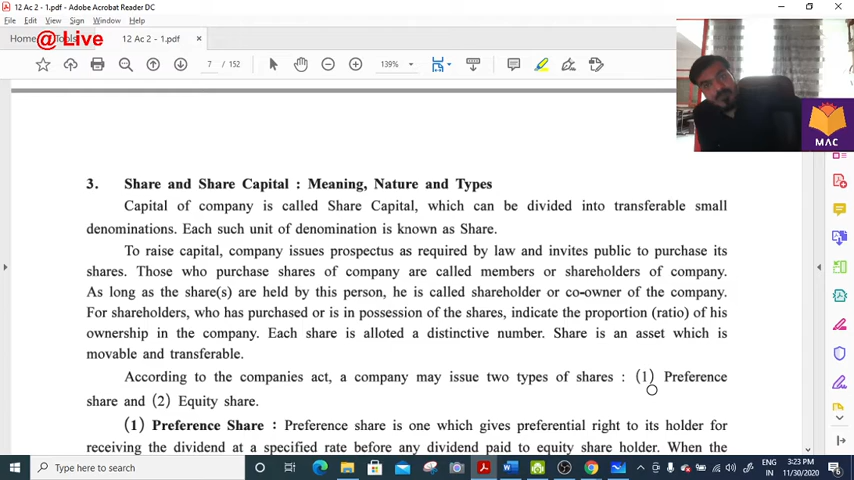 12 Ac 2 - 1.pdf - Adobe Acrobat Reader DC
File Edit View Sign Window Help
Home Tools 12 Ac 2 - 1.pdf ×
@ Live
7 / 152 139%
MAC
3. Share and Share Capital : Meaning, Nature and Types
Capital of company is called Share Capital, which can be divided into transferable small
denominations. Each such unit of denomination is known as Share.
To raise capital, company issues prospectus as required by law and invites public to purchase its
shares. Those who purchase shares of company are called members or shareholders of company.
As long as the share(s) are held by this person, he is called shareholder or co-owner of the company.
For shareholders, who has purchased or is in possession of the shares, indicate the proportion (ratio) of his
ownership in the company. Each share is alloted a distinctive number. Share is an asset which is
movable and transferable.
According to the companies act, a company may issue two types of shares : (1) Preference
share and (2) Equity share.
(1) Preference Share : Preference share is one which gives preferential right to its holder for
receiving the dividend at a specified rate before any dividend paid to equity share holder. When the
Type here to search
ENG
IN
3:23 PM
11/30/2020